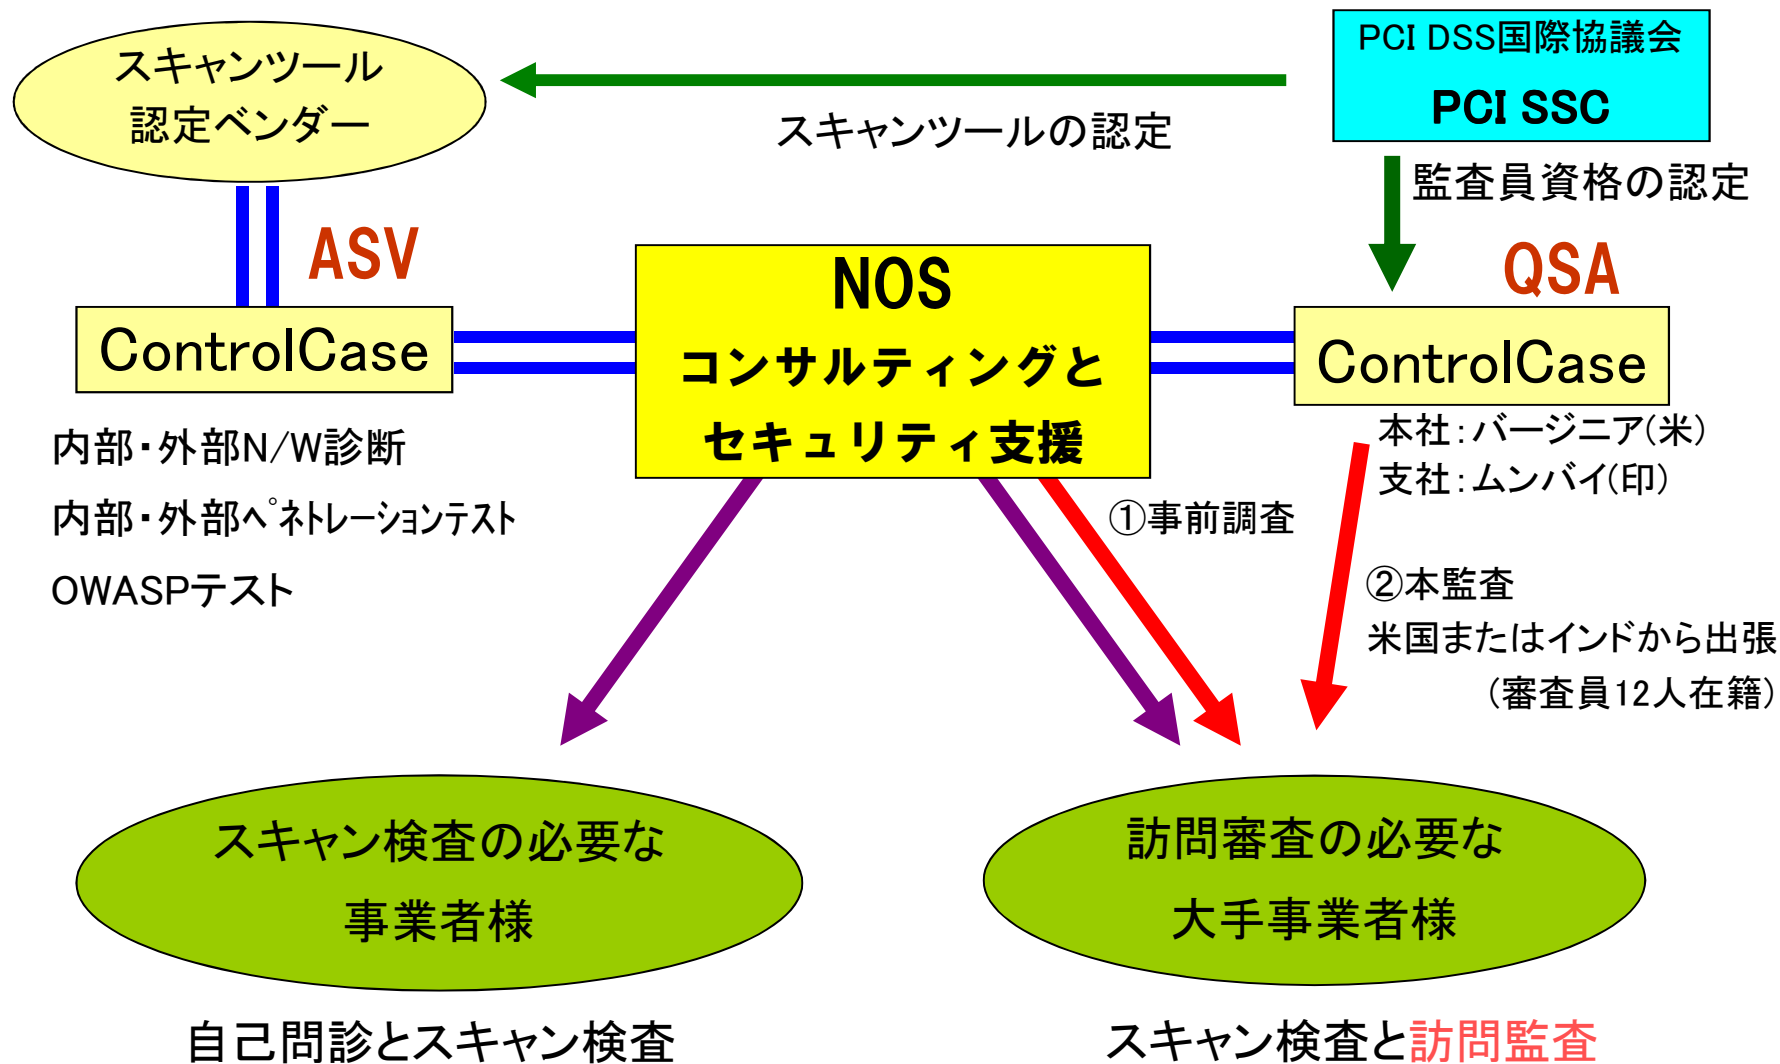 スキャンツール
認定ベンダー
PCI DSS国際協議会
PCI SSC
スキャンツールの認定
監査員資格の認定
ASV
QSA
NOS
コンサルティングと
セキュリティ支援
ControlCase
ControlCase
内部・外部N/W診断
内部・外部ﾍﾟネトレーションテスト
OWASPテスト
本社：バージニア(米)
支社：ムンバイ(印)
①事前調査
②本監査
米国またはインドから出張
(審査員12人在籍)
スキャン検査の必要な
事業者様
訪問審査の必要な
大手事業者様
自己問診とスキャン検査
スキャン検査と訪問監査